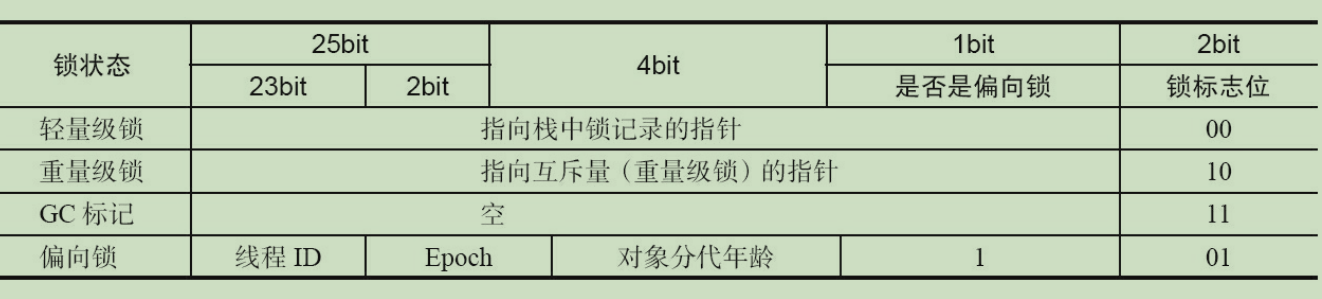 锁状态 25bit 4bit 1bit 2bit
23bit 2bit 是否是偏向锁 锁标志位
轻量级锁 指向栈中锁记录的指针 00
重量级锁 指向互斥量（重量级锁）的指针 10
GC 标记 空 11
偏向锁 线程 ID Epoch 对象分代年龄 1 01